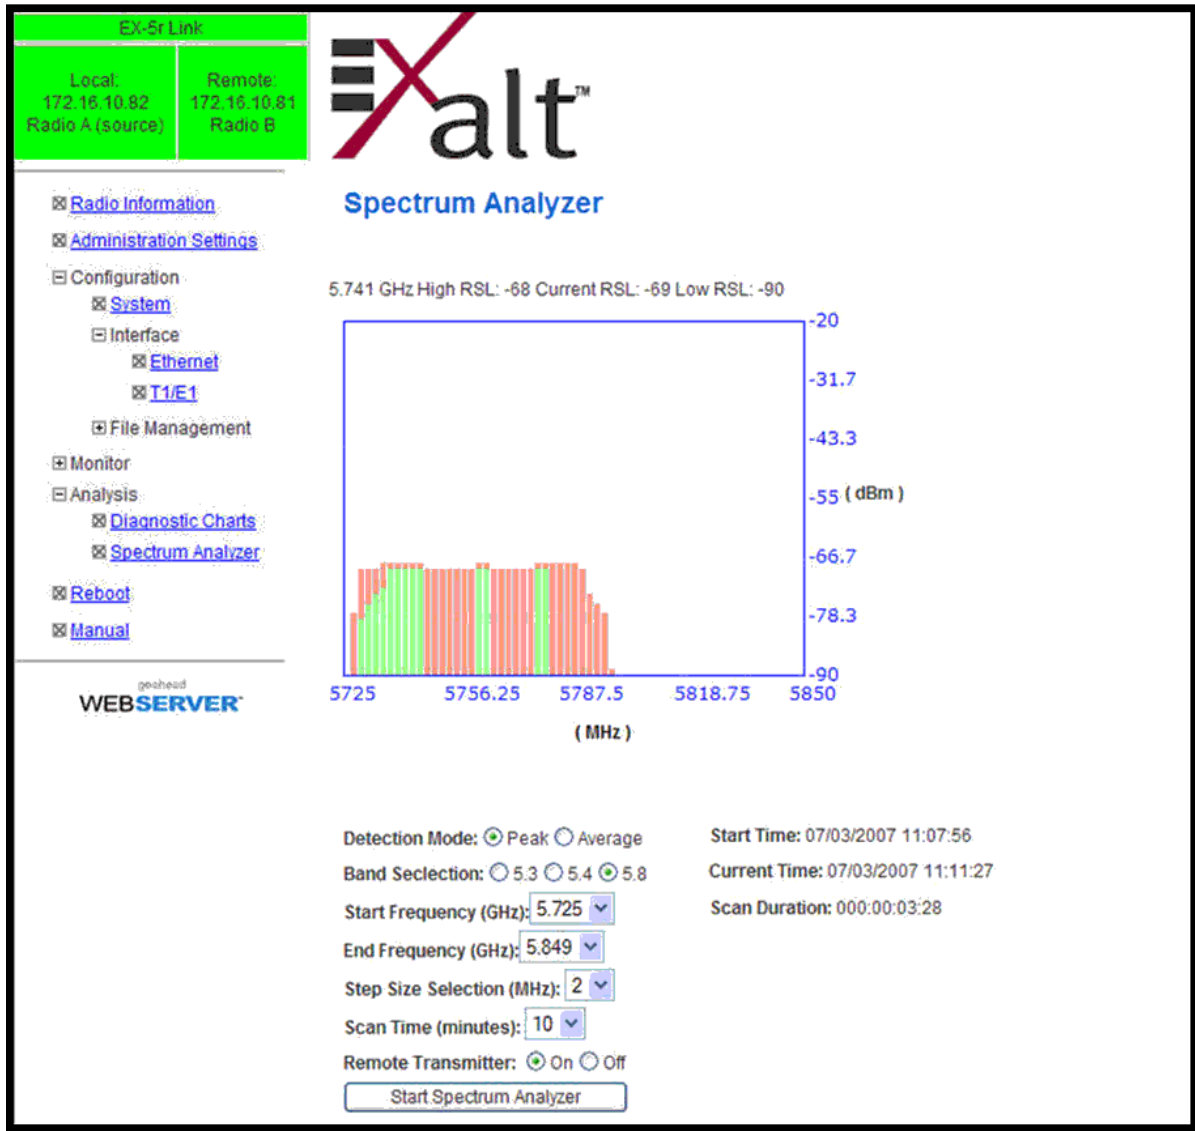 EX-5r Link
Local:
172.16.10.82
Radio A (source)
Remote:
172.16.10.81
Radio B
EXalt™
Radio Information
Administration Settings
Configuration
System
Interface
Ethernet
T1/E1
File Management
Monitor
Analysis
Diagnostic Charts
Spectrum Analyzer
Reboot
Manual
goahead
WEBSERVER
Spectrum Analyzer
5.741 GHz High RSL: -68 Current RSL: -69 Low RSL: -90
-20
-31.7
-43.3
-55 ( dBm )
-66.7
-78.3
-90
5725 5756.25 5787.5 5818.75 5850
( MHz )
Detection Mode: Peak Average
Band Seclection: 5.3 5.4 5.8
Start Frequency (GHz): 5.725
End Frequency (GHz): 5.849
Step Size Selection (MHz): 2
Scan Time (minutes): 10
Remote Transmitter: On Off
Start Spectrum Analyzer
Start Time: 07/03/2007 11:07:56
Current Time: 07/03/2007 11:11:27
Scan Duration: 000:00:03:28